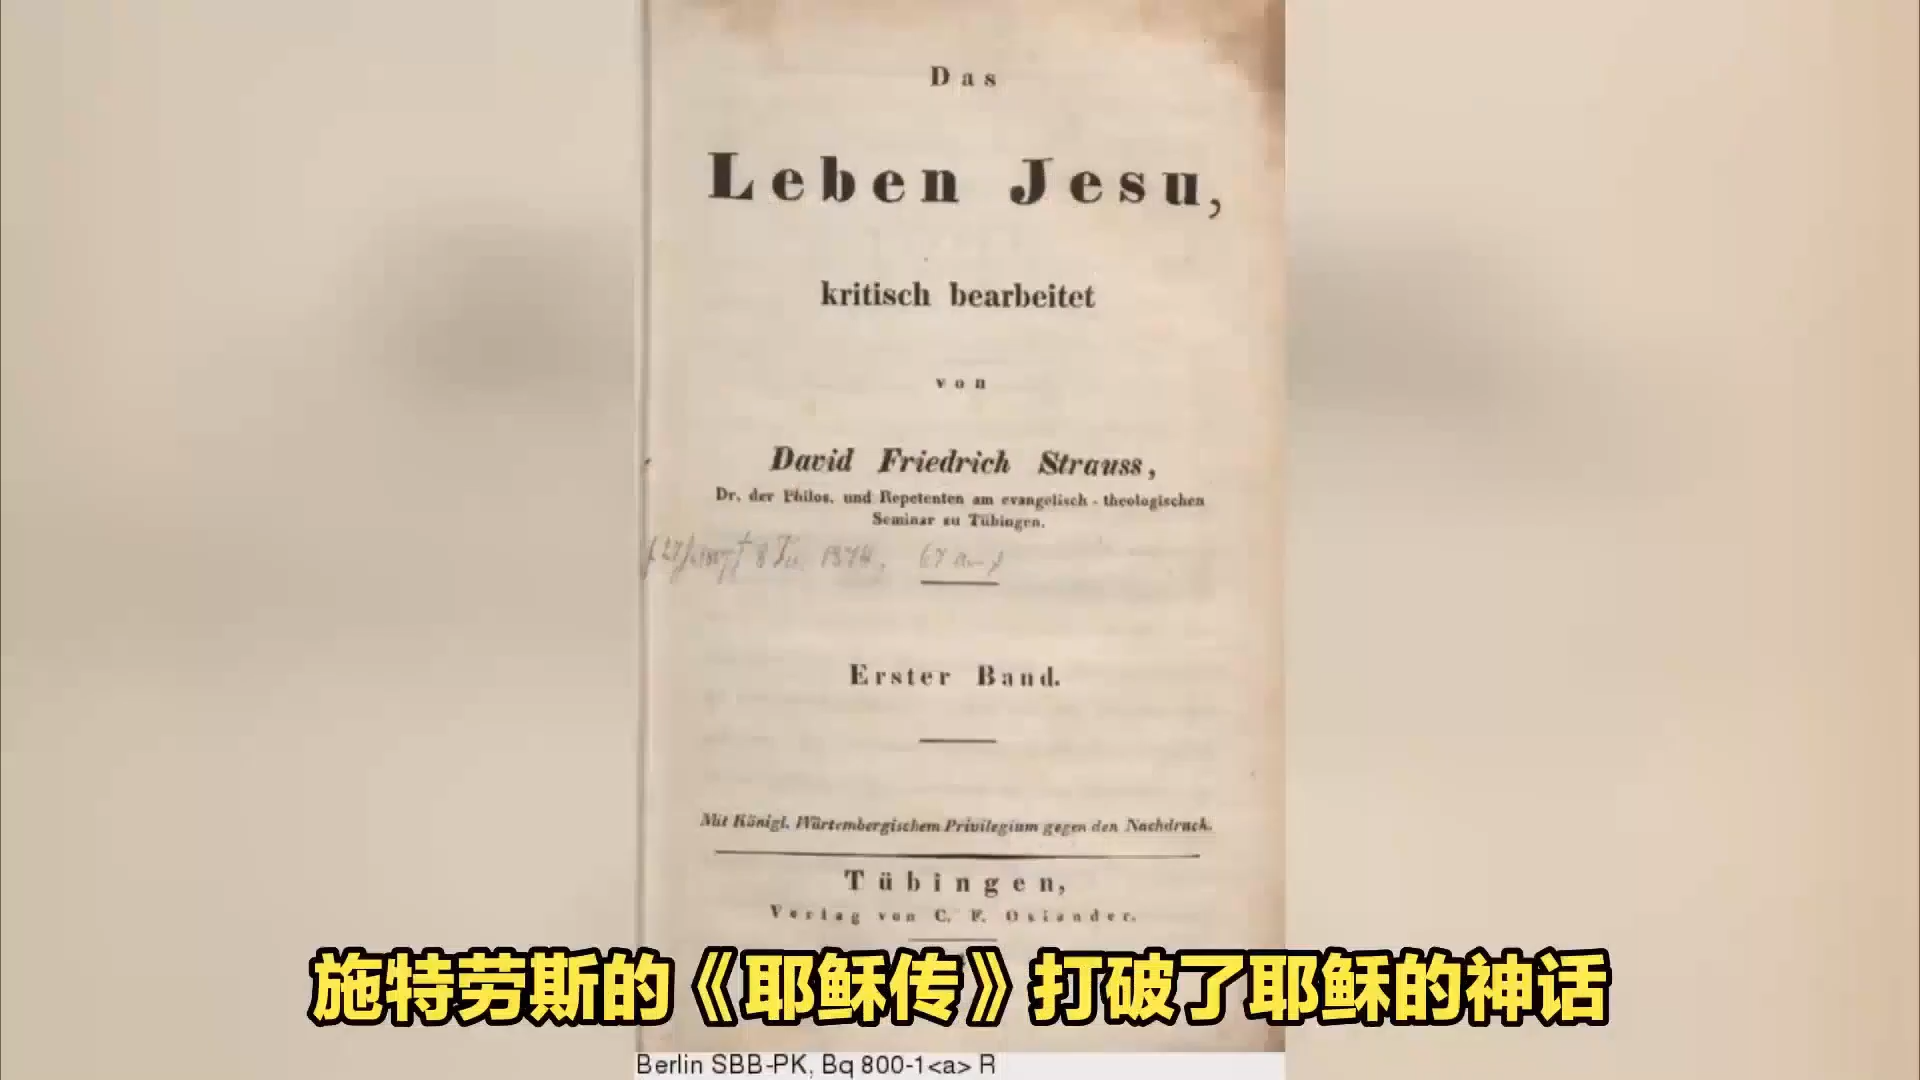 Das
Leben Jesu,
kritisch bearbeitet
von
David Friedrich Strauss,
Dr. der Philos. und Repetenten am evangelisch-theologischen
Seminar zu Tübingen.
Erster Band.
Mit Königl. Würtembergischem Privilegium gegen den Nachdruck.
Tübingen,
Verlag von C. F. Osiander.
施特劳斯的《耶稣传》打破了耶稣的神话
Berlin SBB-PK, Bq 800-1<a> R